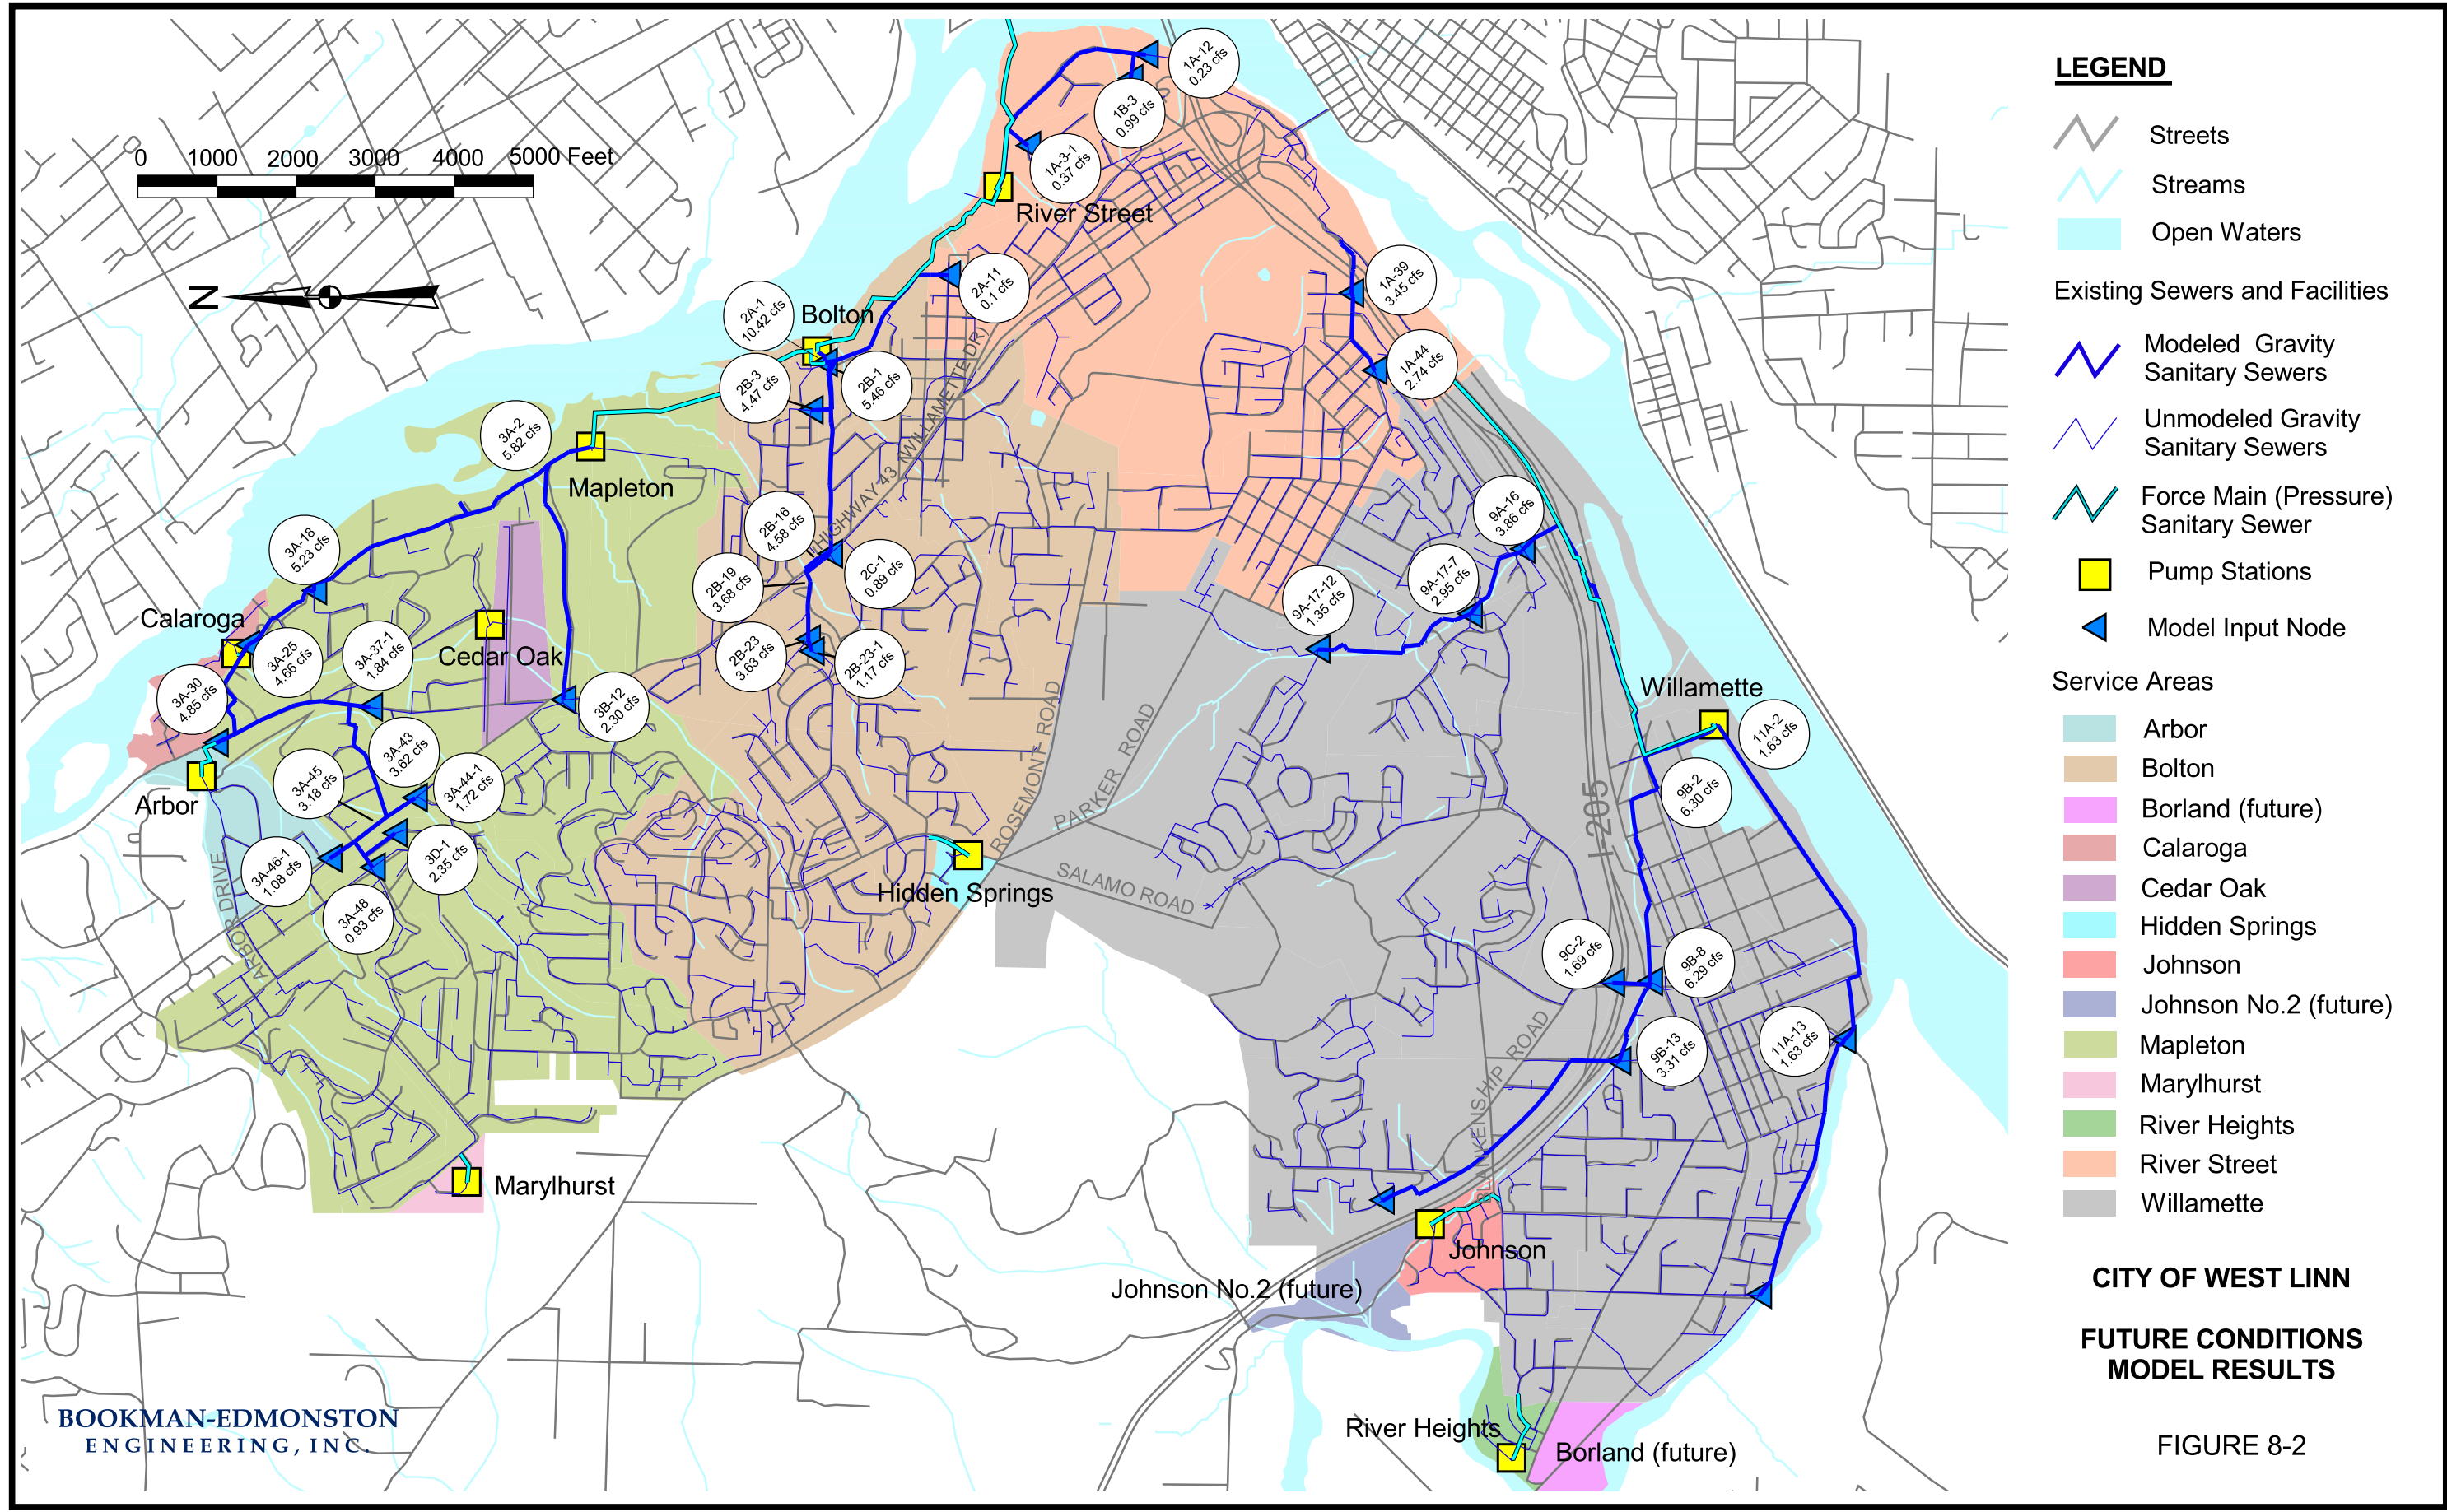 0 1000 2000 3000 4000 5000 Feet
N
1A-12
0.23 cfs
1B-3
0.99 cfs
1A-3-1
0.37 cfs
River Street
2A-11
0.1 cfs
2A-1
10.42 cfs
Bolton
2B-3
4.47 cfs
2B-1
5.46 cfs
HIGHWAY 43 (WILLAMETTE DR)
1A-39
3.45 cfs
1A-44
2.74 cfs
3A-2
5.82 cfs
Mapleton
2B-16
4.58 cfs
2B-19
3.68 cfs
2C-1
0.89 cfs
2B-23
3.63 cfs
2B-23-1
1.17 cfs
3A-18
5.23 cfs
Calaroga
3A-25
4.66 cfs
3A-37-1
1.84 cfs
Cedar Oak
3A-30
4.85 cfs
3B-12
2.30 cfs
3A-43
3.62 cfs
3A-45
3.18 cfs
3A-44-1
1.72 cfs
Arbor
3A-46-1
1.08 cfs
3D-1
2.35 cfs
3A-48
0.93 cfs
ARBOR DRIVE
Marylhurst
Hidden Springs
ROSEMONT ROAD
PARKER ROAD
SALAMO ROAD
9A-16
3.86 cfs
9A-17-7
2.95 cfs
9A-17-12
1.35 cfs
Willamette
11A-2
1.63 cfs
9B-2
6.30 cfs
I-205
9C-2
1.69 cfs
9B-8
6.29 cfs
9B-13
3.31 cfs
11A-13
1.63 cfs
BLANKENSHIP ROAD
Johnson
Johnson No.2 (future)
River Heights
Borland (future)
BOOKMAN-EDMONSTON
ENGINEERING, INC.
LEGEND
Streets
Streams
Open Waters
Existing Sewers and Facilities
Modeled Gravity
Sanitary Sewers
Unmodeled Gravity
Sanitary Sewers
Force Main (Pressure)
Sanitary Sewer
Pump Stations
Model Input Node
Service Areas
Arbor
Bolton
Borland (future)
Calaroga
Cedar Oak
Hidden Springs
Johnson
Johnson No.2 (future)
Mapleton
Marylhurst
River Heights
River Street
Willamette
CITY OF WEST LINN
FUTURE CONDITIONS
MODEL RESULTS
FIGURE 8-2